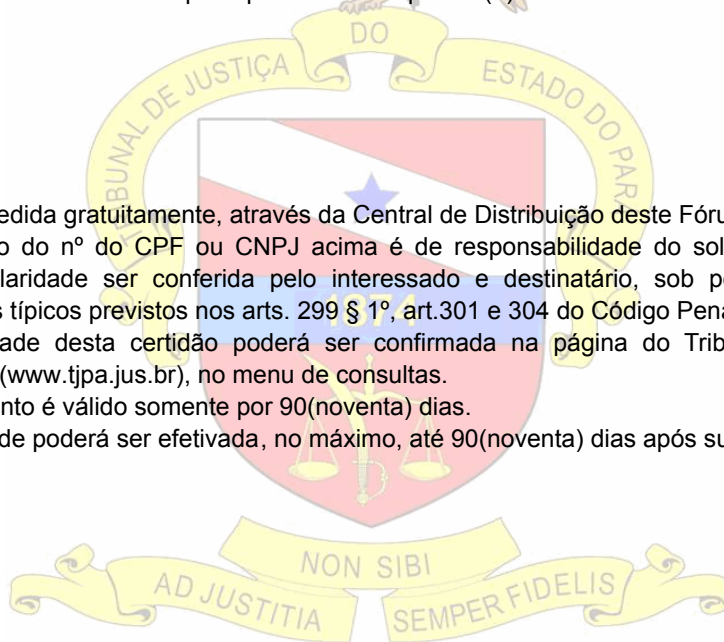 DO
TRIBUNAL DE JUSTIÇA
ESTADO DO PARÁ
edida gratuitamente, através da Central de Distribuição deste Fóru
o do nº do CPF ou CNPJ acima é de responsabilidade do sol
laridade ser conferida pelo interessado e destinatário, sob p
s típicos previstos nos arts. 299 § 1º, art.301 e 304 do Código Pena
1874
ade desta certidão poderá ser confirmada na página do Trib
(www.tjpa.jus.br), no menu de consultas.
nto é válido somente por 90(noventa) dias.
de poderá ser efetivada, no máximo, até 90(noventa) dias após su
NON SIBI
AD JUSTITIA
SEMPER FIDELIS